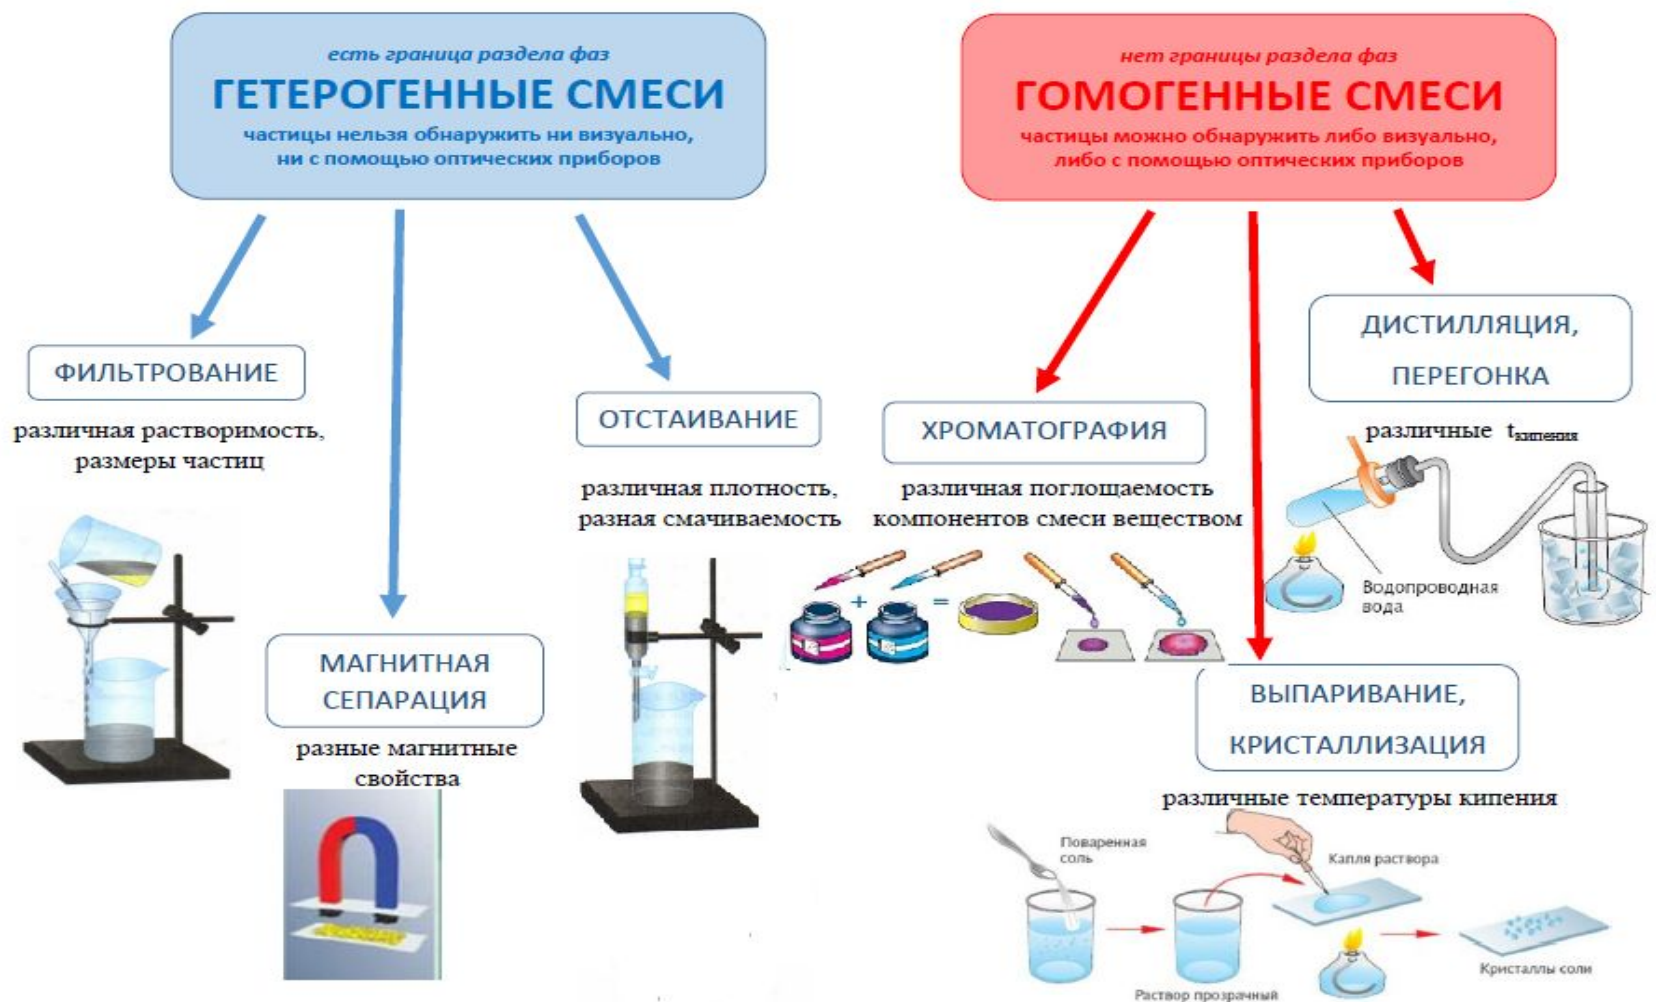 есть граница раздела фаз
ГЕТЕРОГЕННЫЕ СМЕСИ
частицы нельзя обнаружить ни визуально,
ни с помощью оптических приборов
нет границы раздела фаз
ГОМОГЕННЫЕ СМЕСИ
частицы можно обнаружить либо визуально,
либо с помощью оптических приборов
ФИЛЬТРОВАНИЕ
различная растворимость,
размеры частиц
МАГНИТНАЯ
СЕПАРАЦИЯ
разные магнитные
свойства
ОТСТАИВАНИЕ
различная плотность,
разная смачиваемость
ХРОМАТОГРАФИЯ
различная поглощаемость
компонентов смеси веществом
+
=
ДИСТИЛЛЯЦИЯ,
ПЕРЕГОНКА
различные tкипения
Водопроводная
вода
ВЫПАРИВАНИЕ,
КРИСТАЛЛИЗАЦИЯ
различные температуры кипения
Поваренная
соль
Капля раствора
Раствор прозрачный
Кристаллы соли